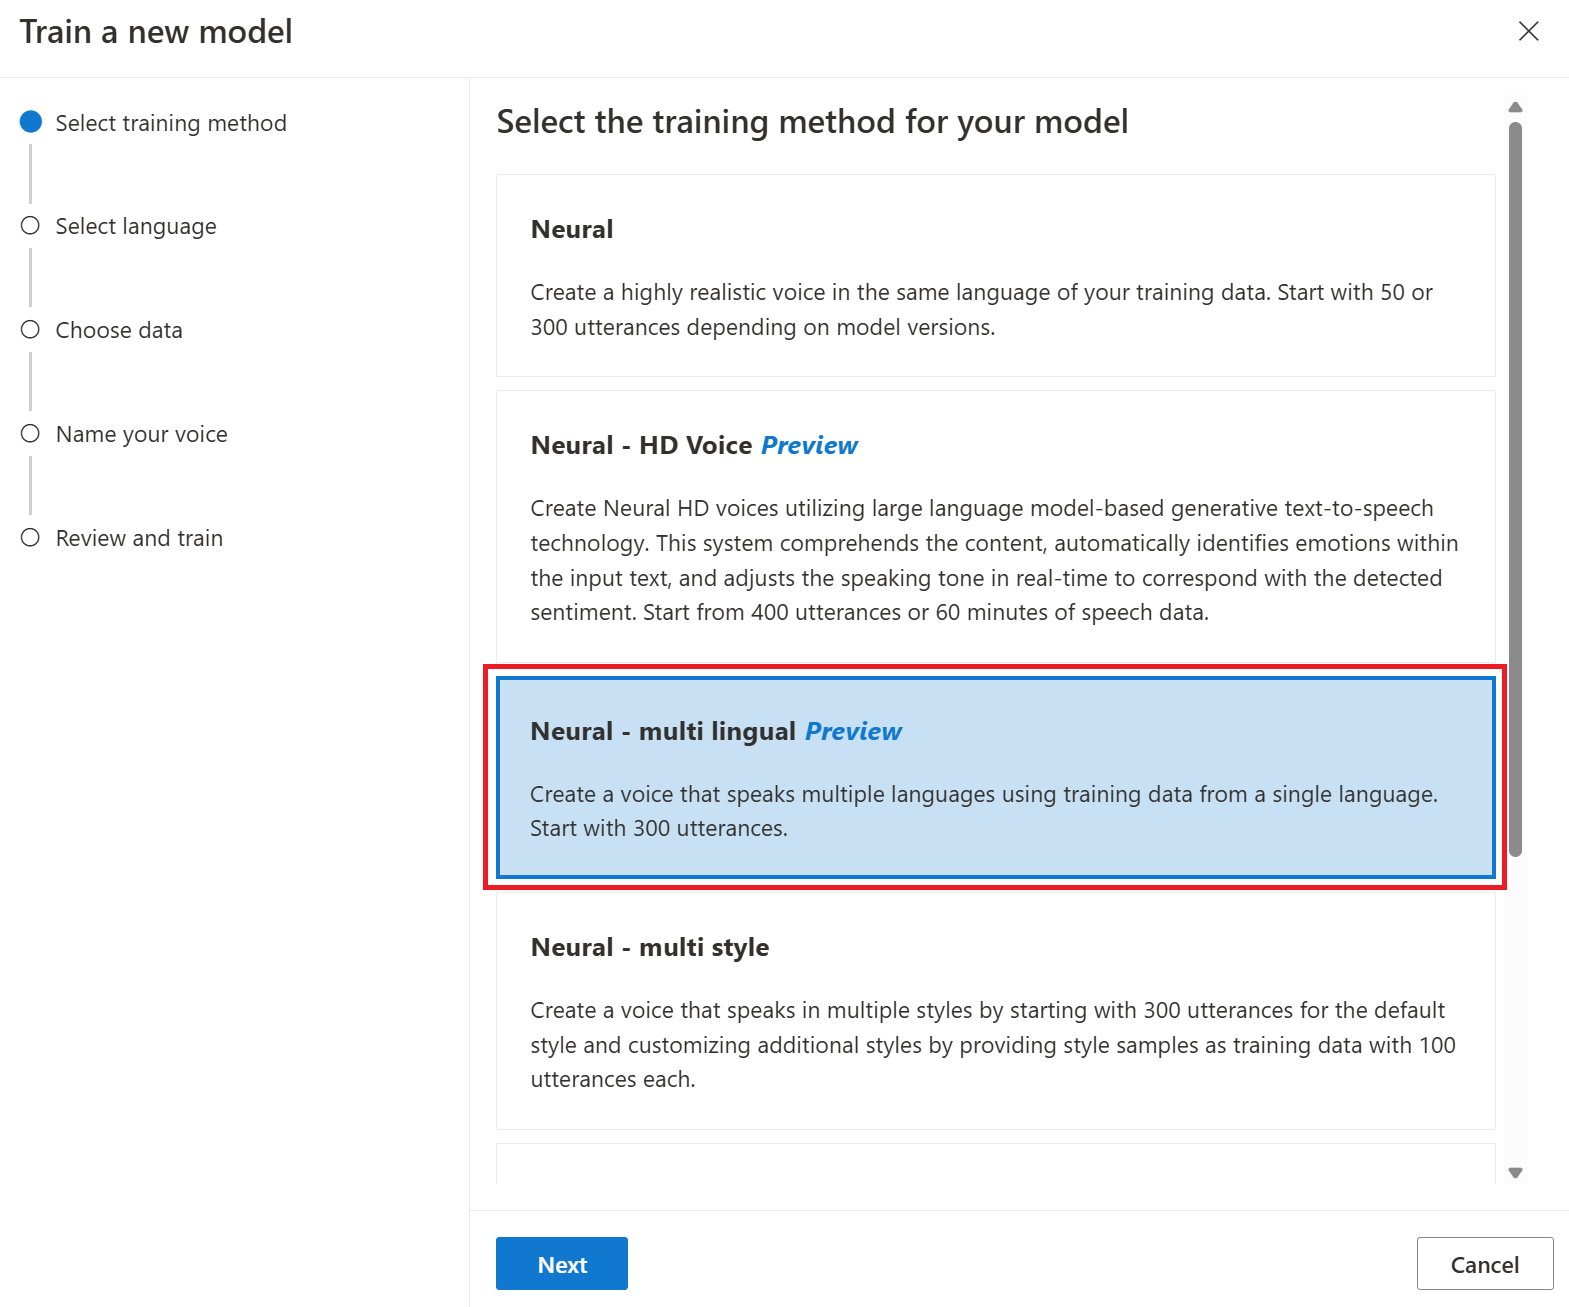 Train a new model
Select training method
Select language
Choose data
Name your voice
Review and train
Select the training method for your model
Neural
Create a highly realistic voice in the same language of your training data. Start with 50 or
300 utterances depending on model versions.
Neural - HD Voice Preview
Create Neural HD voices utilizing large language model-based generative text-to-speech
technology. This system comprehends the content, automatically identifies emotions within
the input text, and adjusts the speaking tone in real-time to correspond with the detected
sentiment. Start from 400 utterances or 60 minutes of speech data.
Neural - multi lingual Preview
Create a voice that speaks multiple languages using training data from a single language.
Start with 300 utterances.
Neural - multi style
Create a voice that speaks in multiple styles by starting with 300 utterances for the default
style and customizing additional styles by providing style samples as training data with 100
utterances each.
Next
Cancel